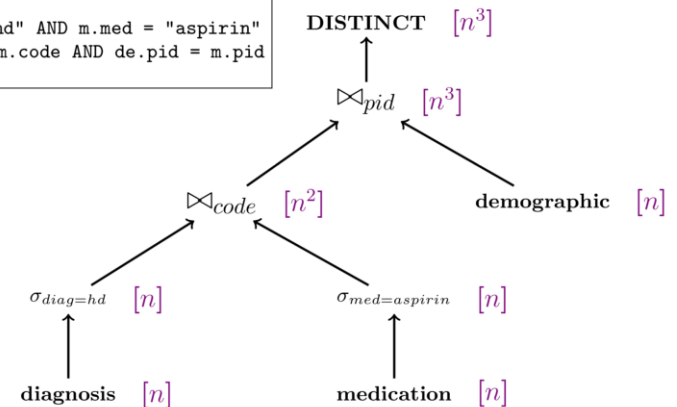 AND m.med = "aspirin"
m.code AND de.pid = m.pid
DISTINCT [n³]
⋈pid [n³]
⋈code [n²]
demographic [n]
σdiag=hd [n]
σmed=aspirin [n]
diagnosis [n]
medication [n]